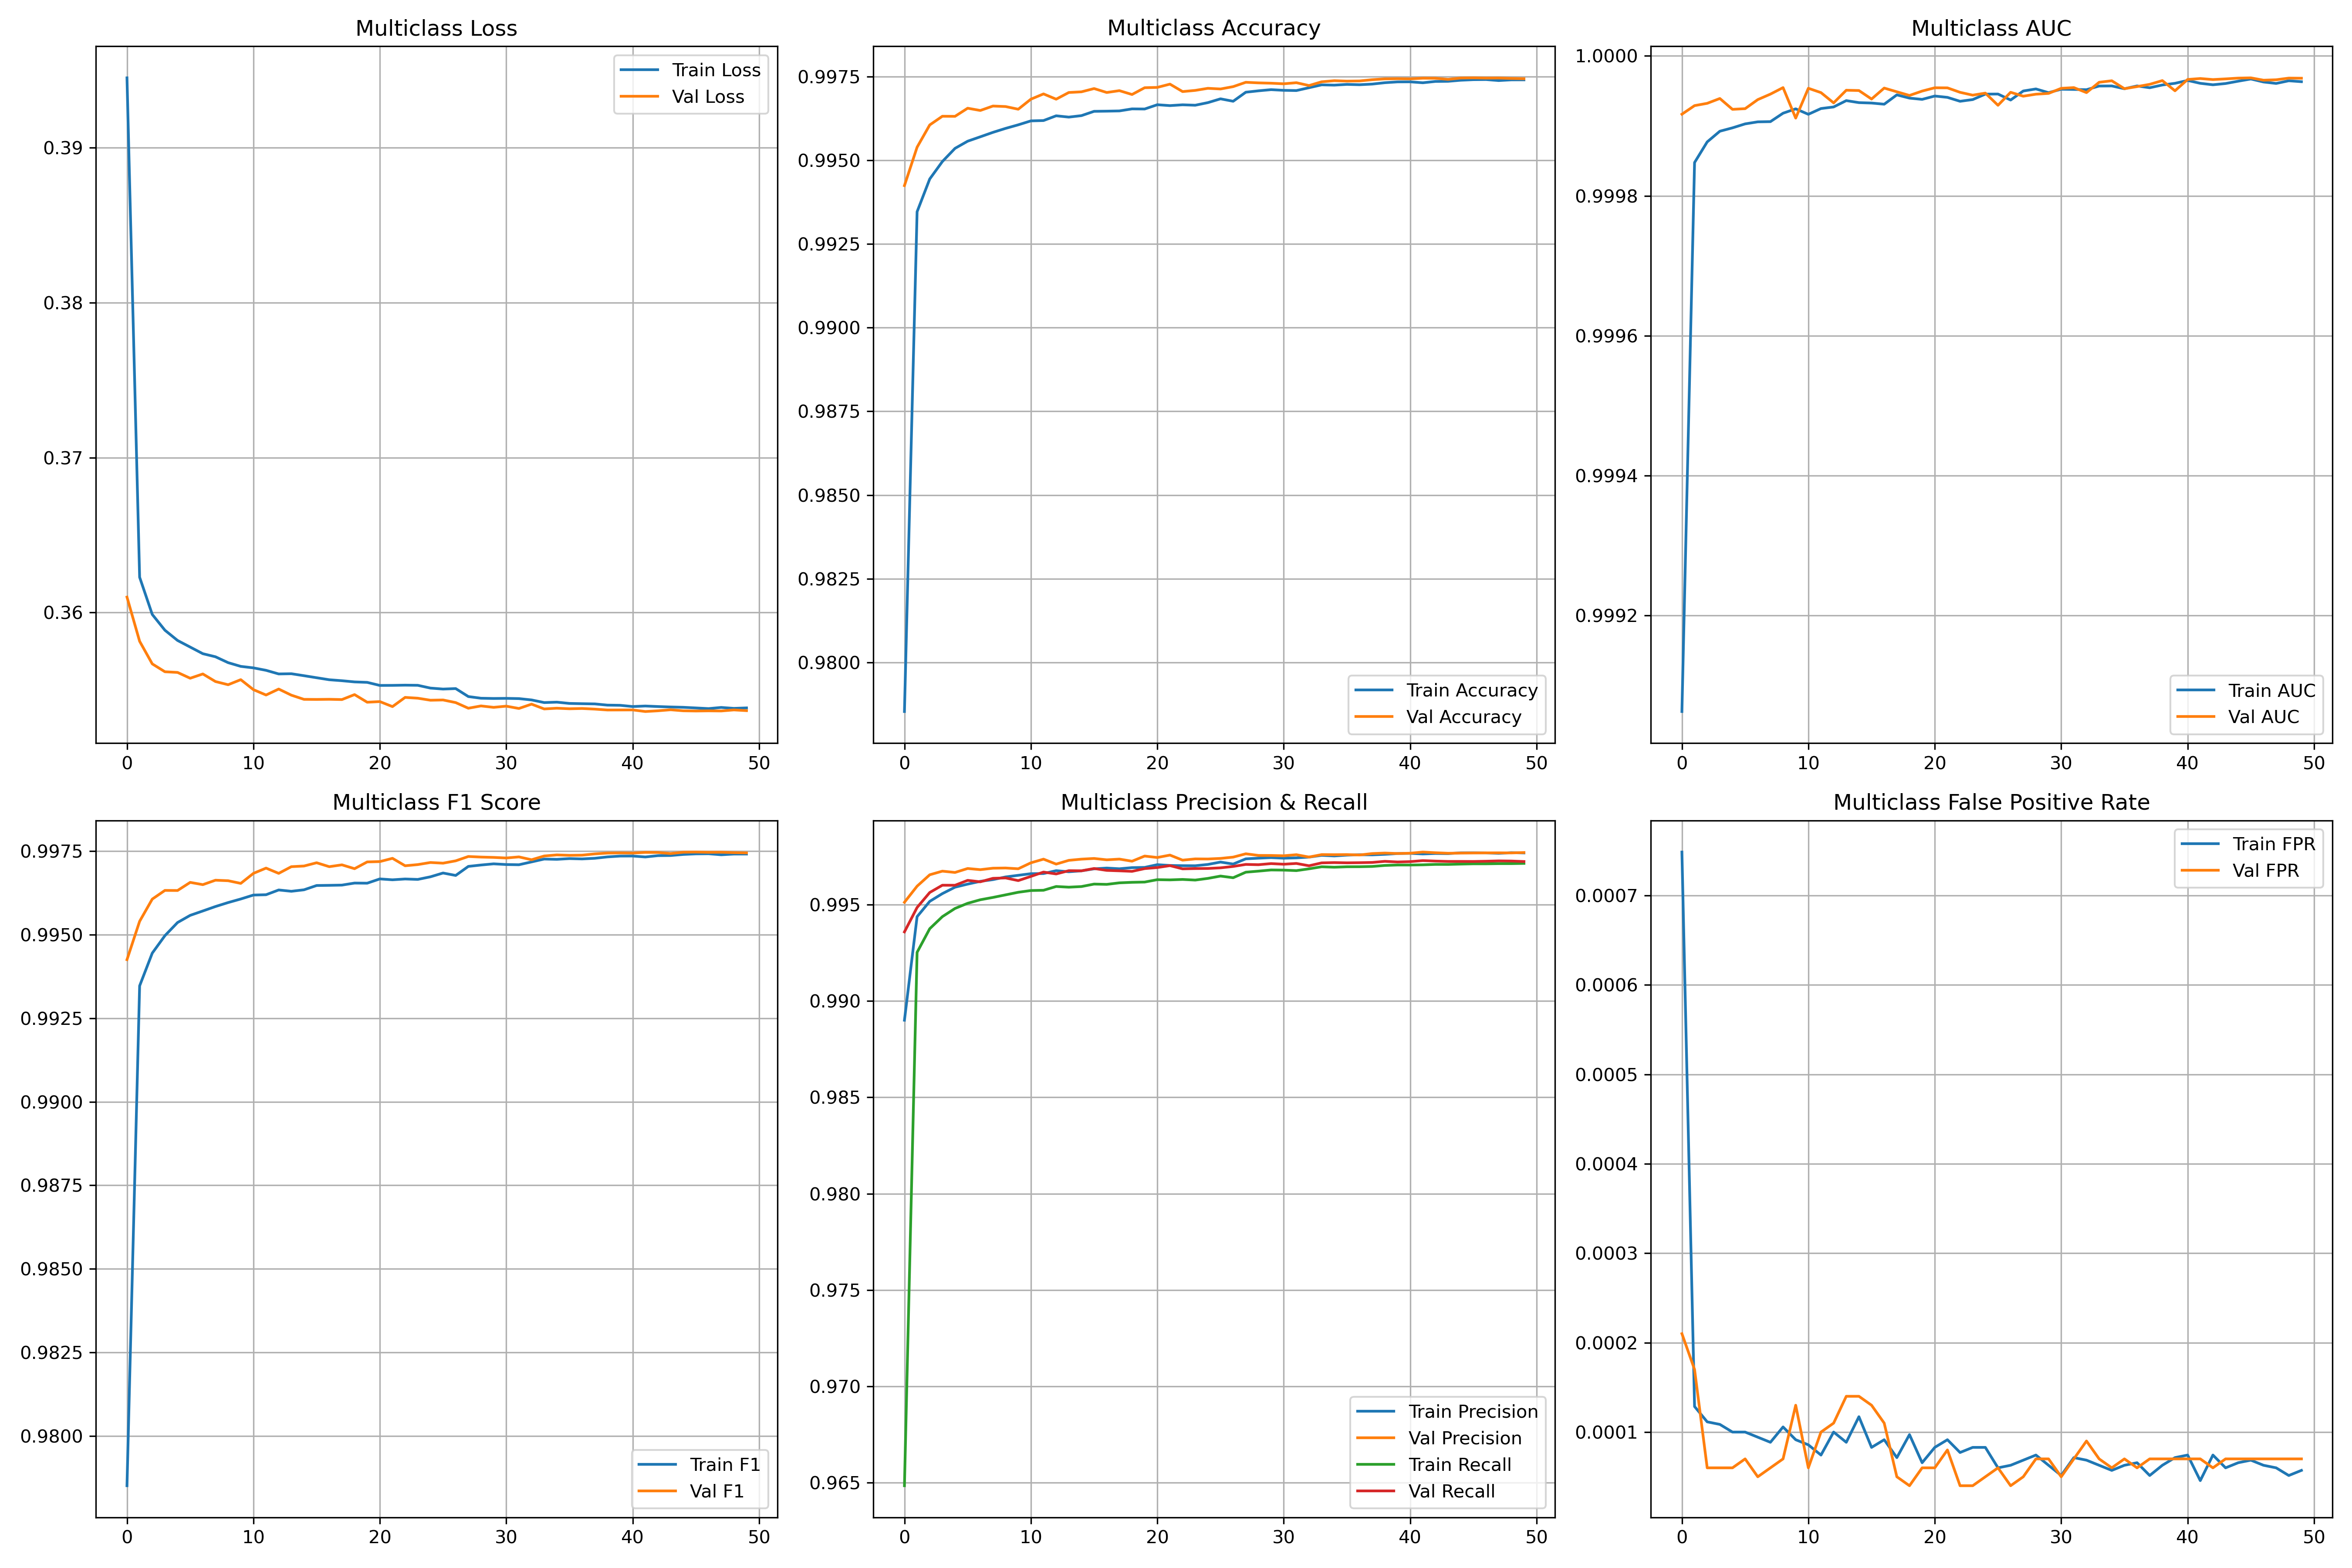 Multiclass Loss
Train Loss
Val Loss
0.39
0.38
0.37
0.36
0 10 20 30 40 50
Multiclass Accuracy
0.9975
0.9950
0.9925
0.9900
0.9875
0.9850
0.9825
0.9800
Train Accuracy
Val Accuracy
0 10 20 30 40 50
Multiclass AUC
1.0000
0.9998
0.9996
0.9994
0.9992
Train AUC
Val AUC
0 10 20 30 40 50
Multiclass F1 Score
0.9975
0.9950
0.9925
0.9900
0.9875
0.9850
0.9825
0.9800
Train F1
Val F1
0 10 20 30 40 50
Multiclass Precision & Recall
0.995
0.990
0.985
0.980
0.975
0.970
0.965
Train Precision
Val Precision
Train Recall
Val Recall
0 10 20 30 40 50
Multiclass False Positive Rate
Train FPR
Val FPR
0.0007
0.0006
0.0005
0.0004
0.0003
0.0002
0.0001
0 10 20 30 40 50